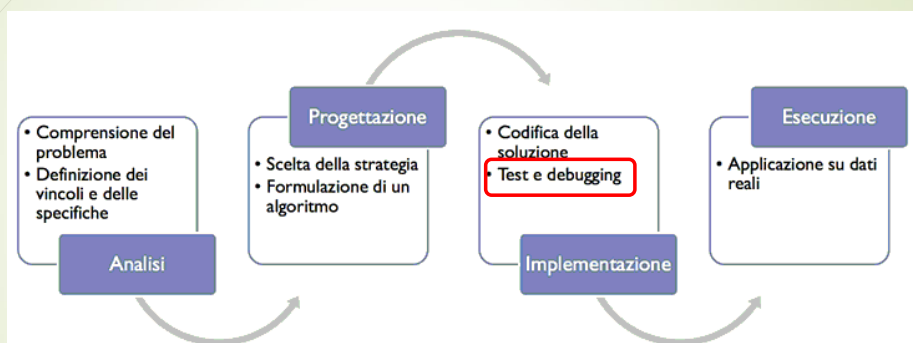 • Comprensione del
problema
• Definizione dei
vincoli e delle
specifiche
Analisi
Progettazione
• Scelta della strategia
• Formulazione di un
algoritmo
• Codifica della
soluzione
• Test e debugging
Implementazione
Esecuzione
• Applicazione su dati
reali